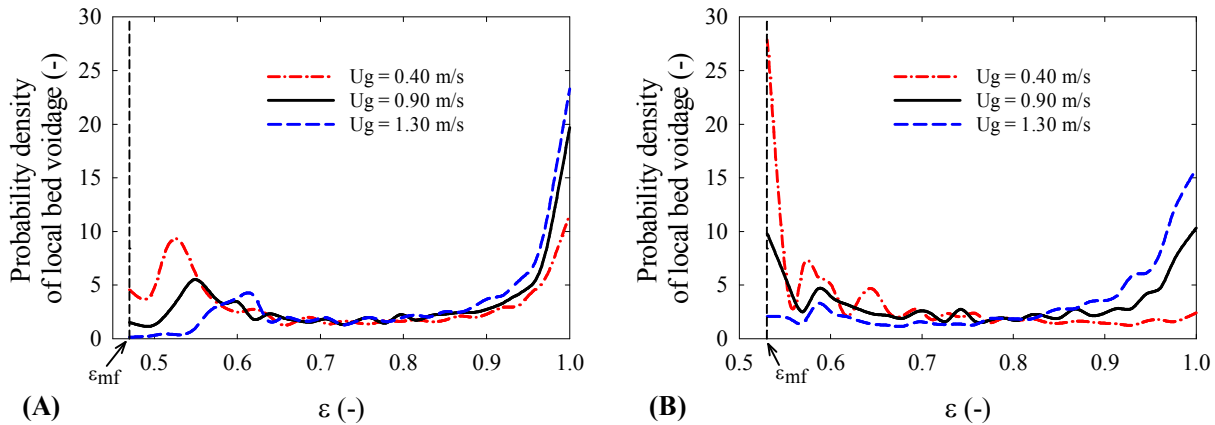 Probability density
of local bed voidage (-)
30
25
20
15
10
5
0
Ug = 0.40 m/s
Ug = 0.90 m/s
Ug = 1.30 m/s
0.5 0.6 0.7 0.8 0.9 1.0
εmf
(A)
ε (-)
Probability density
of local bed voidage (-)
30
25
20
15
10
5
0
Ug = 0.40 m/s
Ug = 0.90 m/s
Ug = 1.30 m/s
0.5 0.6 0.7 0.8 0.9 1.0
εmf
(B)
ε (-)